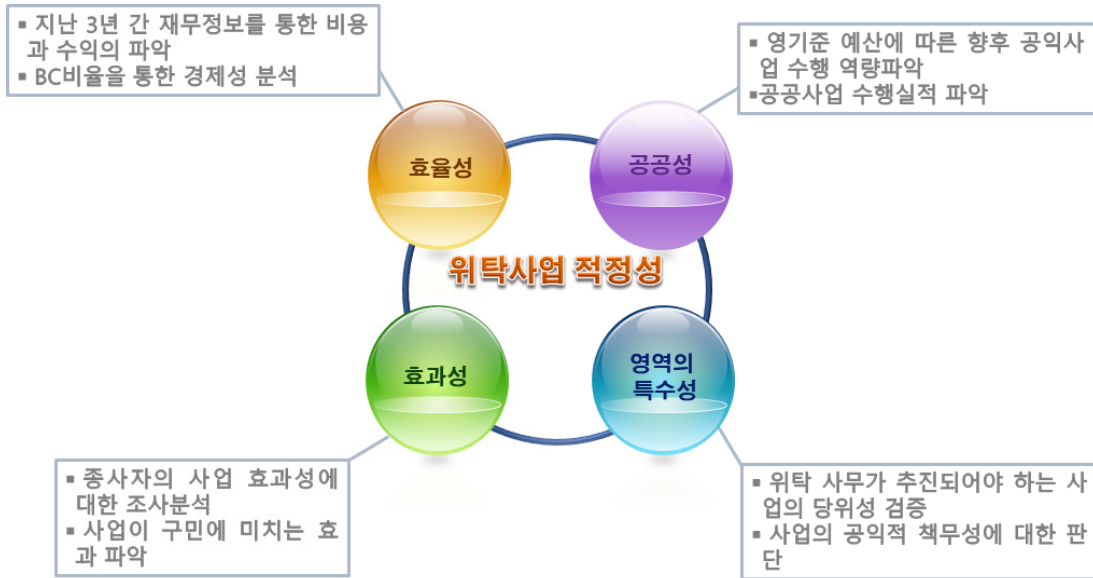 ▪ 지난 3년 간 재무정보를 통한 비용
과 수익의 파악
▪ BC비율을 통한 경제성 분석
▪ 영기준 예산에 따른 향후 공익사
업 수행 역량파악
▪공공사업 수행실적 파악
효율성
공공성
위탁사업 적정성
효과성
영역의
특수성
▪ 종사자의 사업 효과성에
대한 조사분석
▪ 사업이 구민에 미치는 효
과 파악
▪ 위탁 사무가 추진되어야 하는 사
업의 당위성 검증
▪ 사업의 공익적 책무성에 대한 판
단